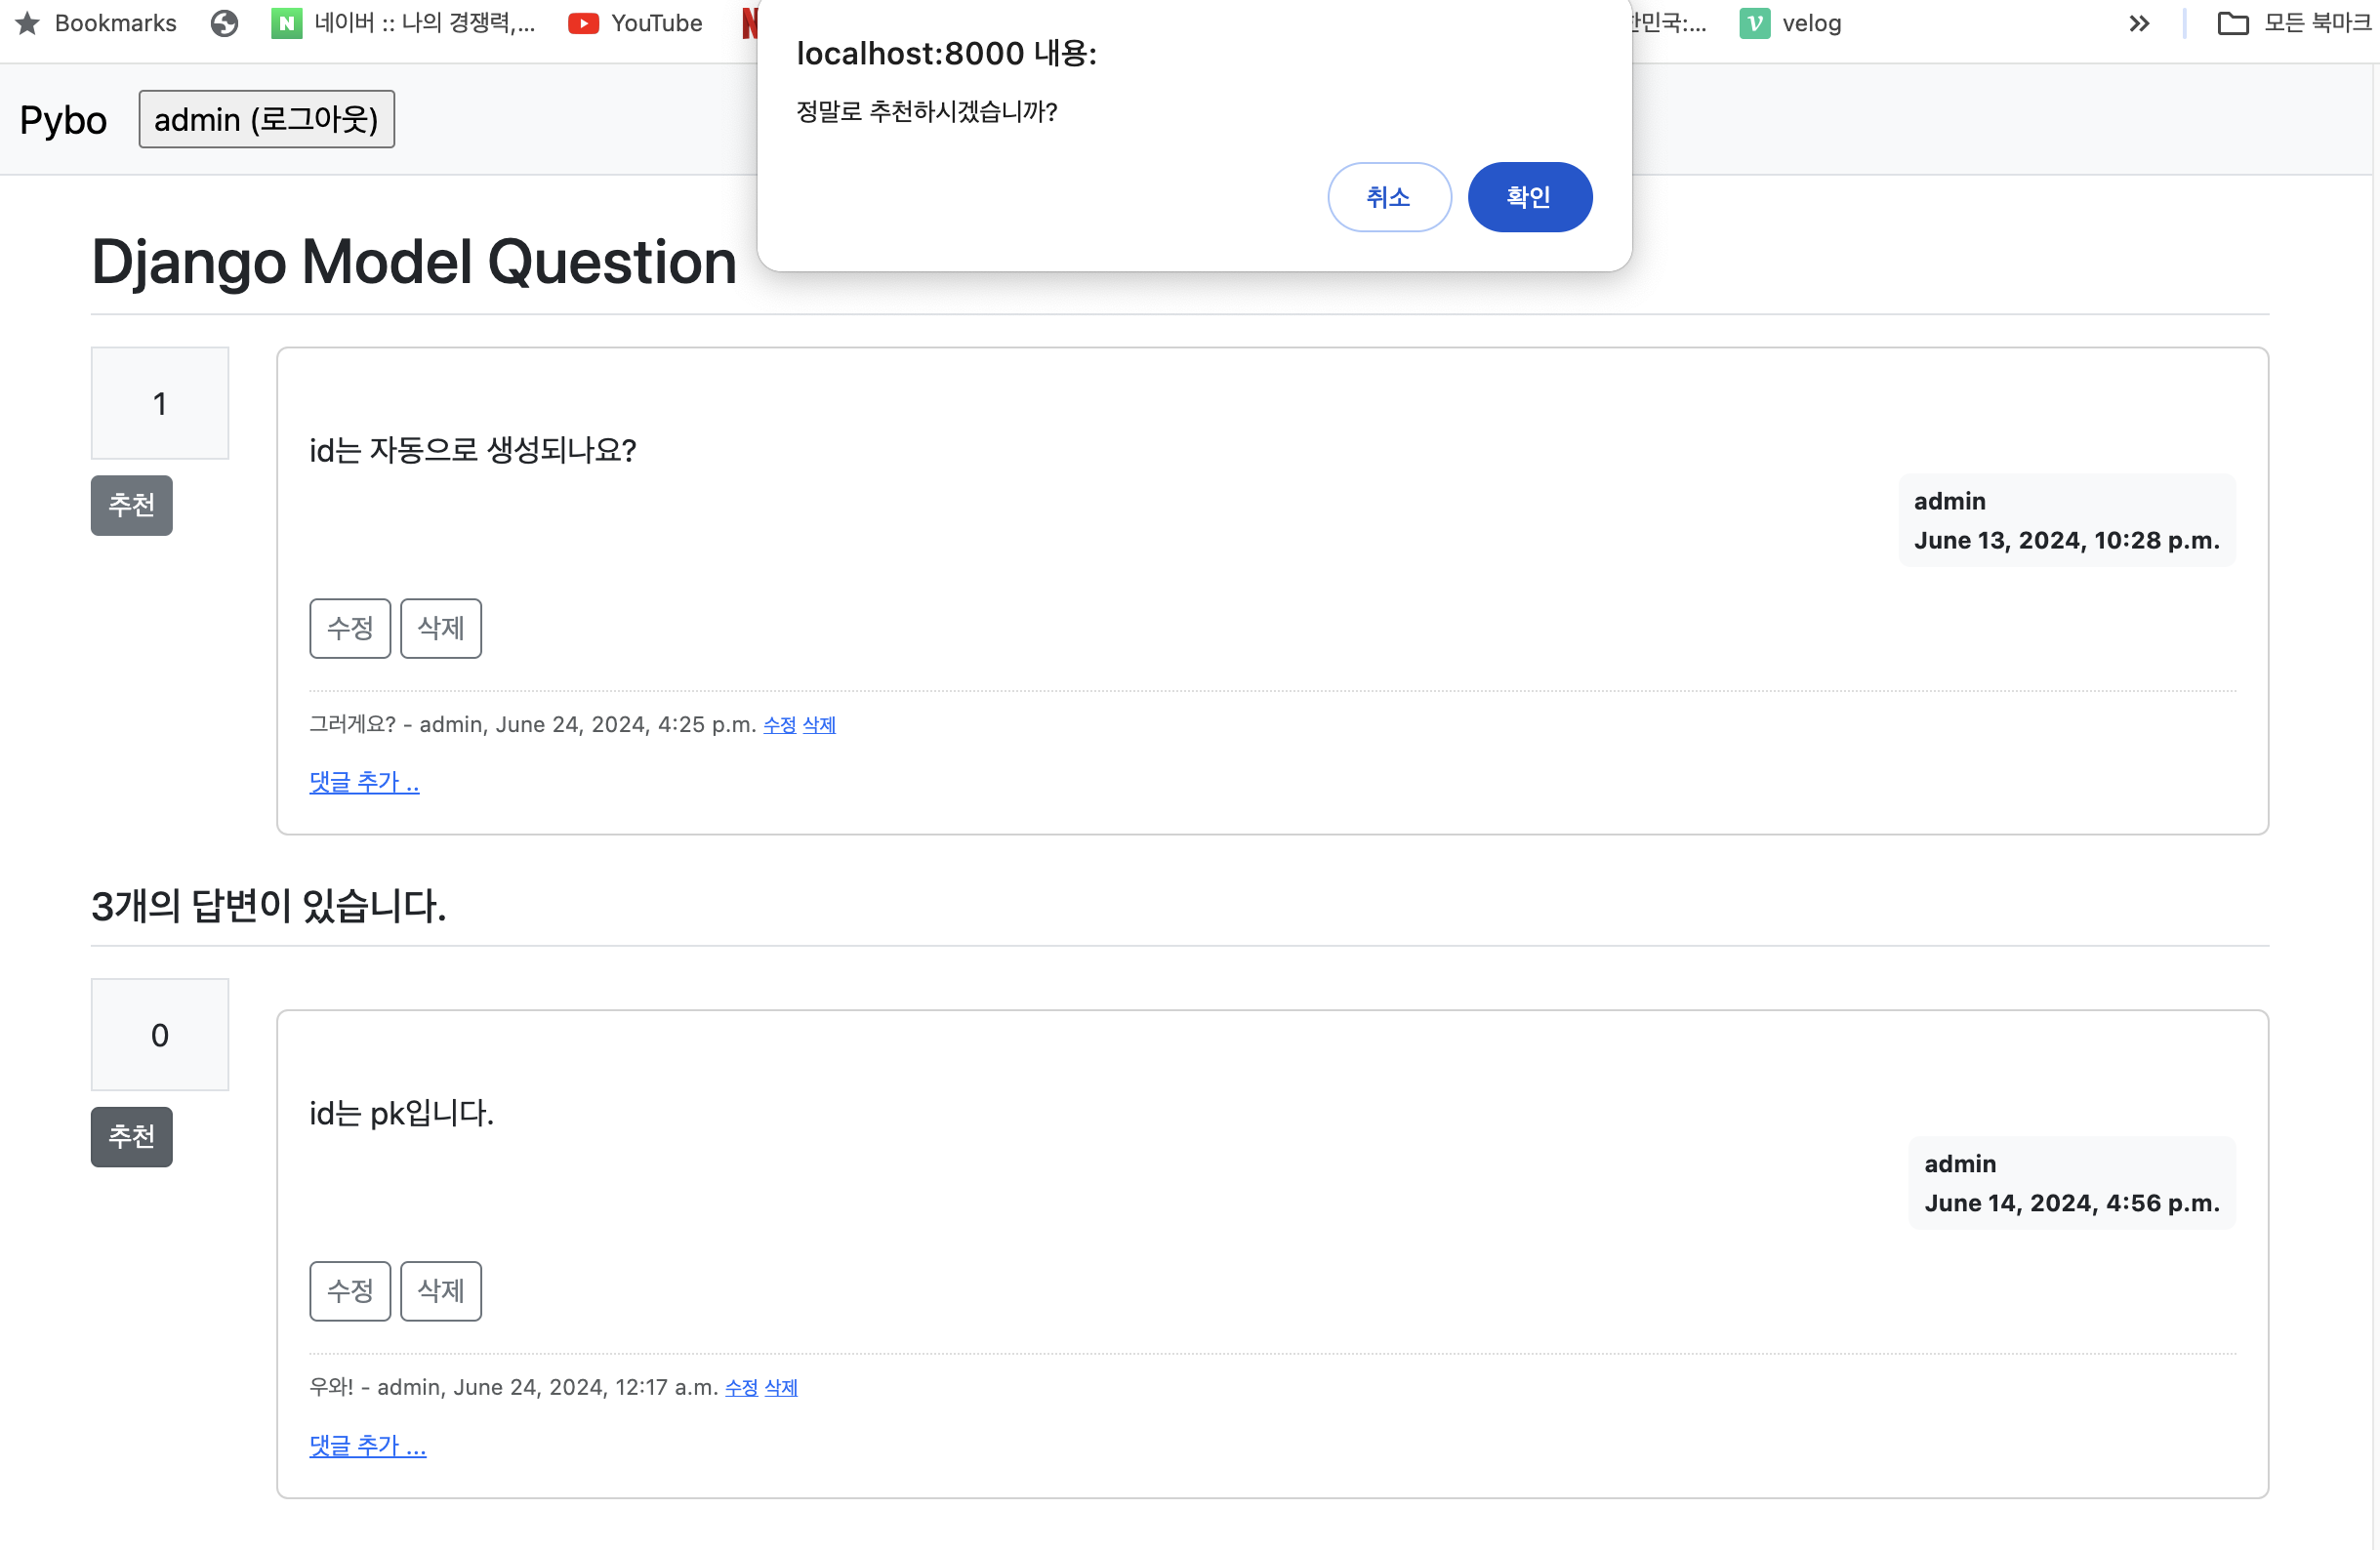 Bookmarks 네이버 :: 나의 경쟁력,... YouTube velog 모든 북마크
localhost:8000 내용:
정말로 추천하시겠습니까?
취소 확인
Pybo admin (로그아웃)
Django Model Question
1
추천
id는 자동으로 생성되나요?
admin
June 13, 2024, 10:28 p.m.
수정 삭제
그러게요? - admin, June 24, 2024, 4:25 p.m. 수정 삭제
댓글 추가 ..
3개의 답변이 있습니다.
0
추천
id는 pk입니다.
admin
June 14, 2024, 4:56 p.m.
수정 삭제
우와! - admin, June 24, 2024, 12:17 a.m. 수정 삭제
댓글 추가 ...